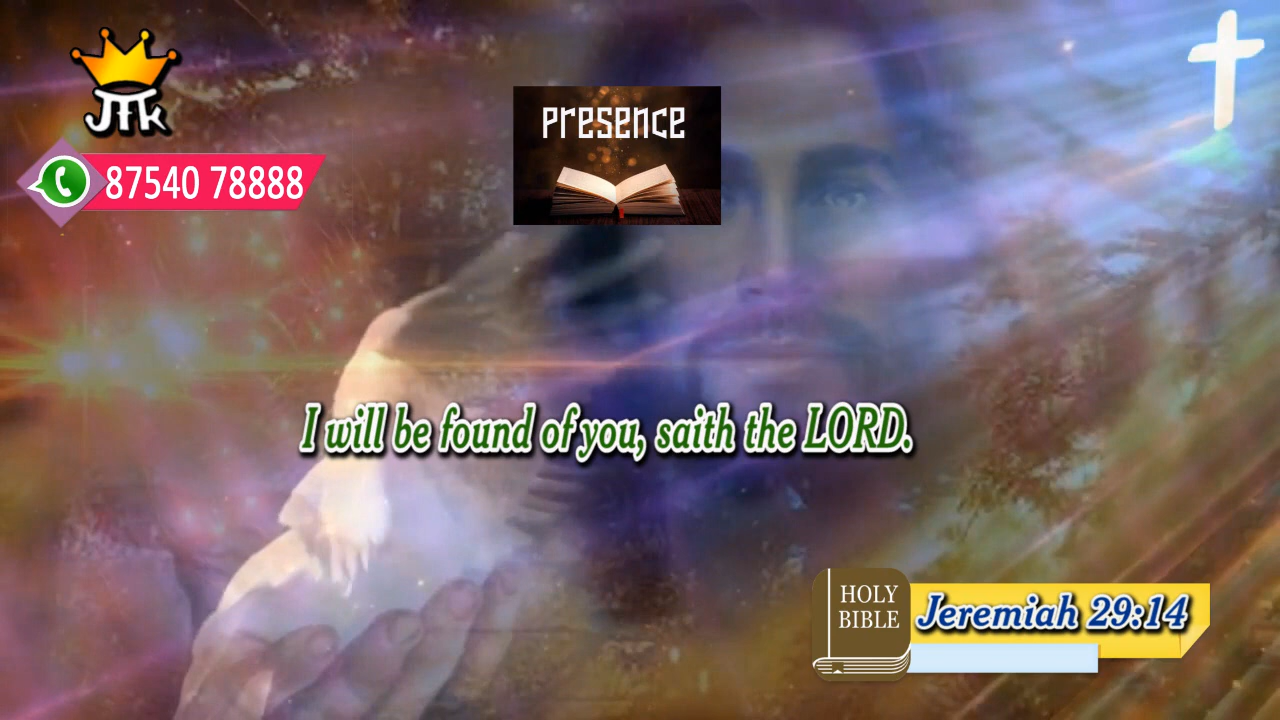 JTK
87540 78888
presence
I will be found of you, saith the LORD.
HOLY
BIBLE
Jeremiah 29:14